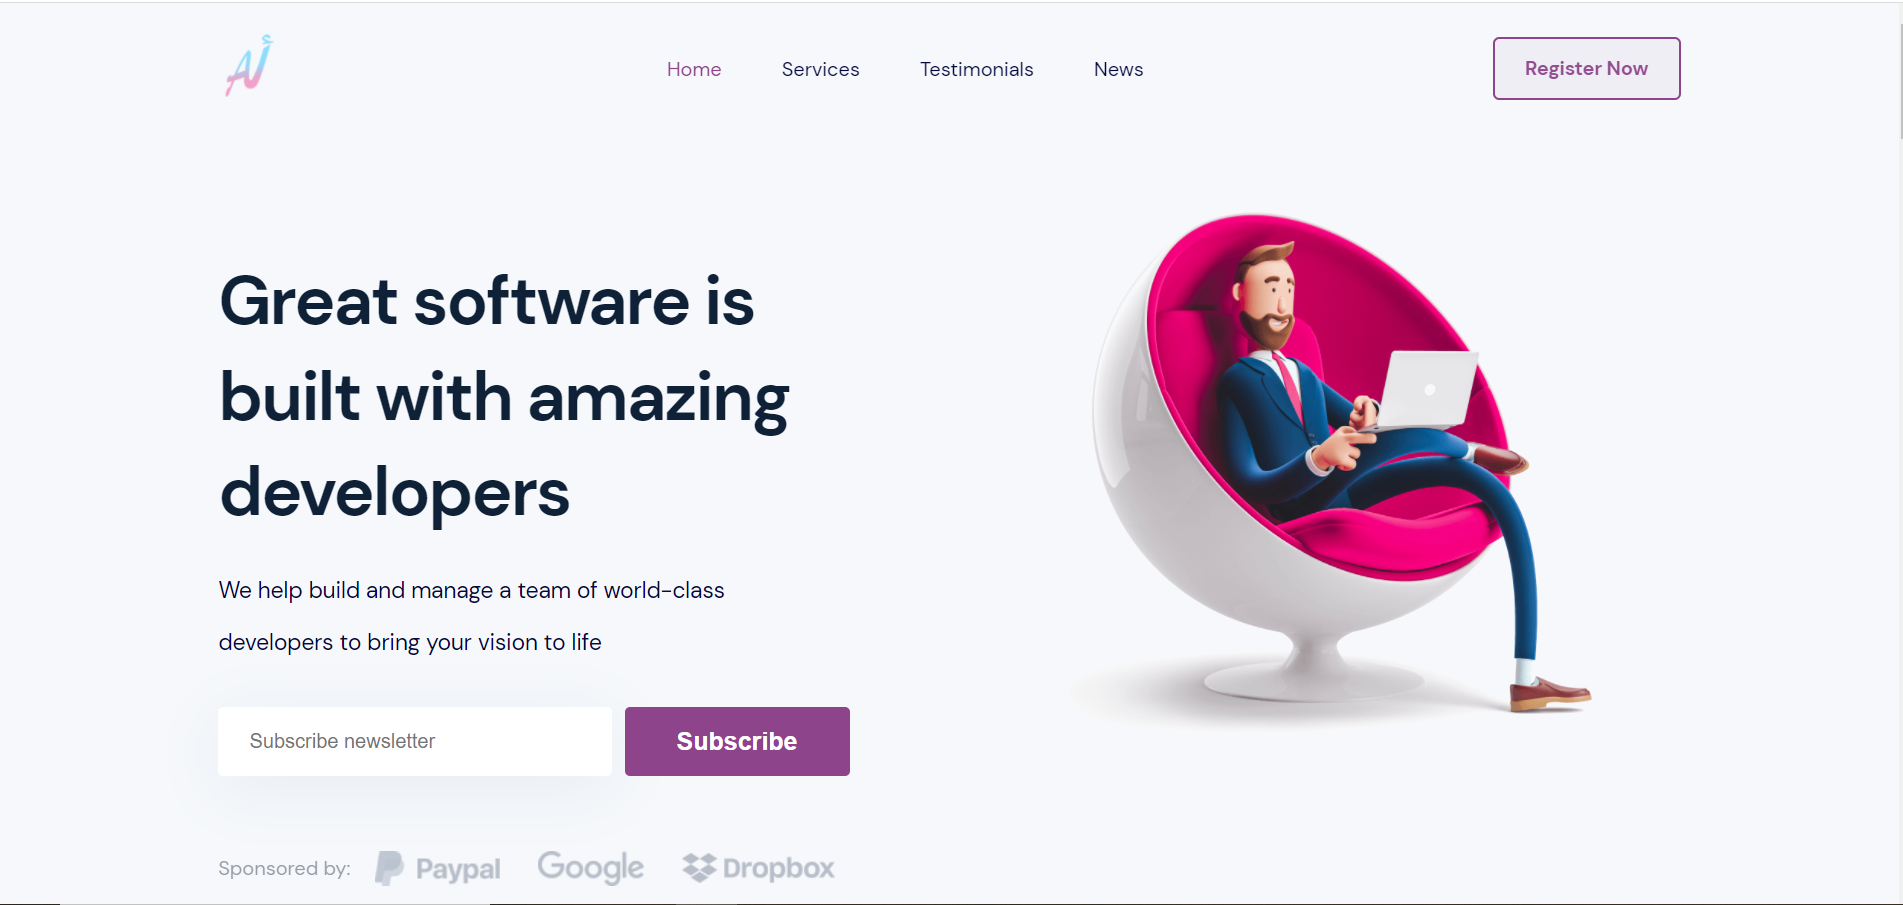 Home Services Testimonials News Register Now
Great software is
built with amazing
developers
We help build and manage a team of world-class
developers to bring your vision to life
Subscribe newsletter Subscribe
Sponsored by: Paypal Google Dropbox